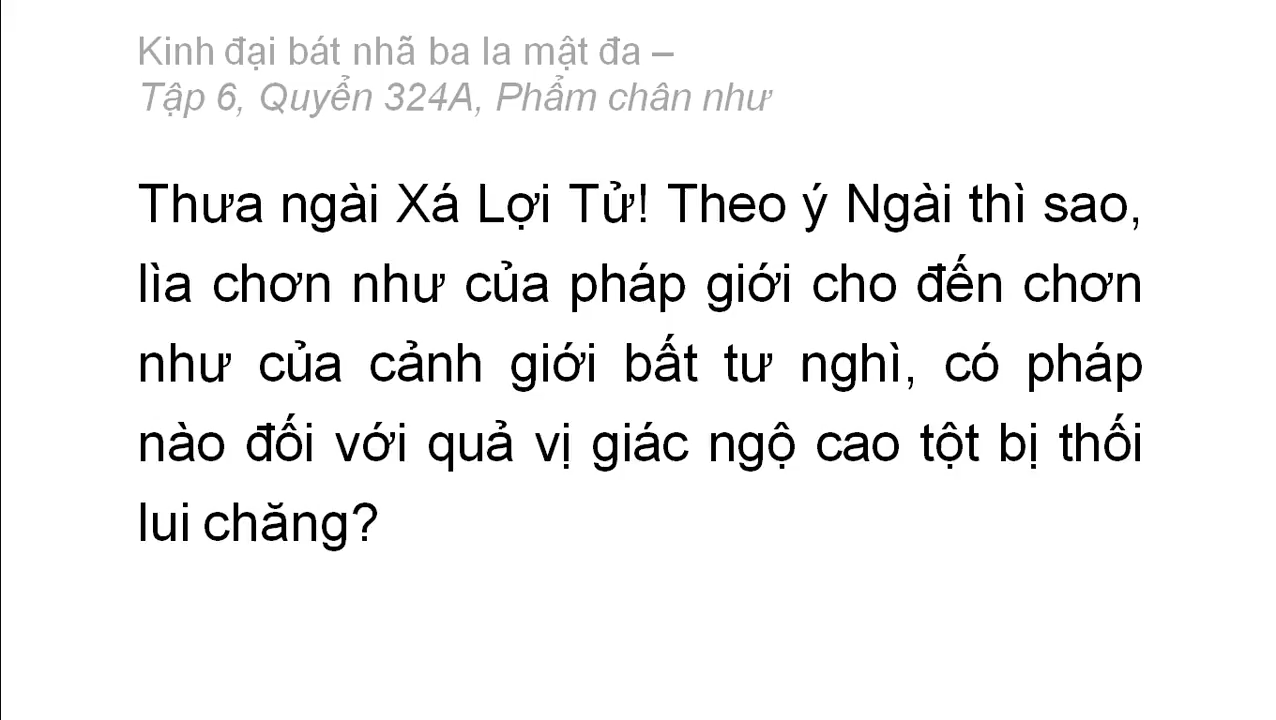 Kinh đại bát nhã ba la mật đa –
Tập 6, Quyển 324A, Phẩm chân như
Thưa ngài Xá Lợi Tử! Theo ý Ngài thì sao,
lìa chơn như của pháp giới cho đến chơn
như của cảnh giới bất tư nghì, có pháp
nào đối với quả vị giác ngộ cao tột bị thối
lui chăng?